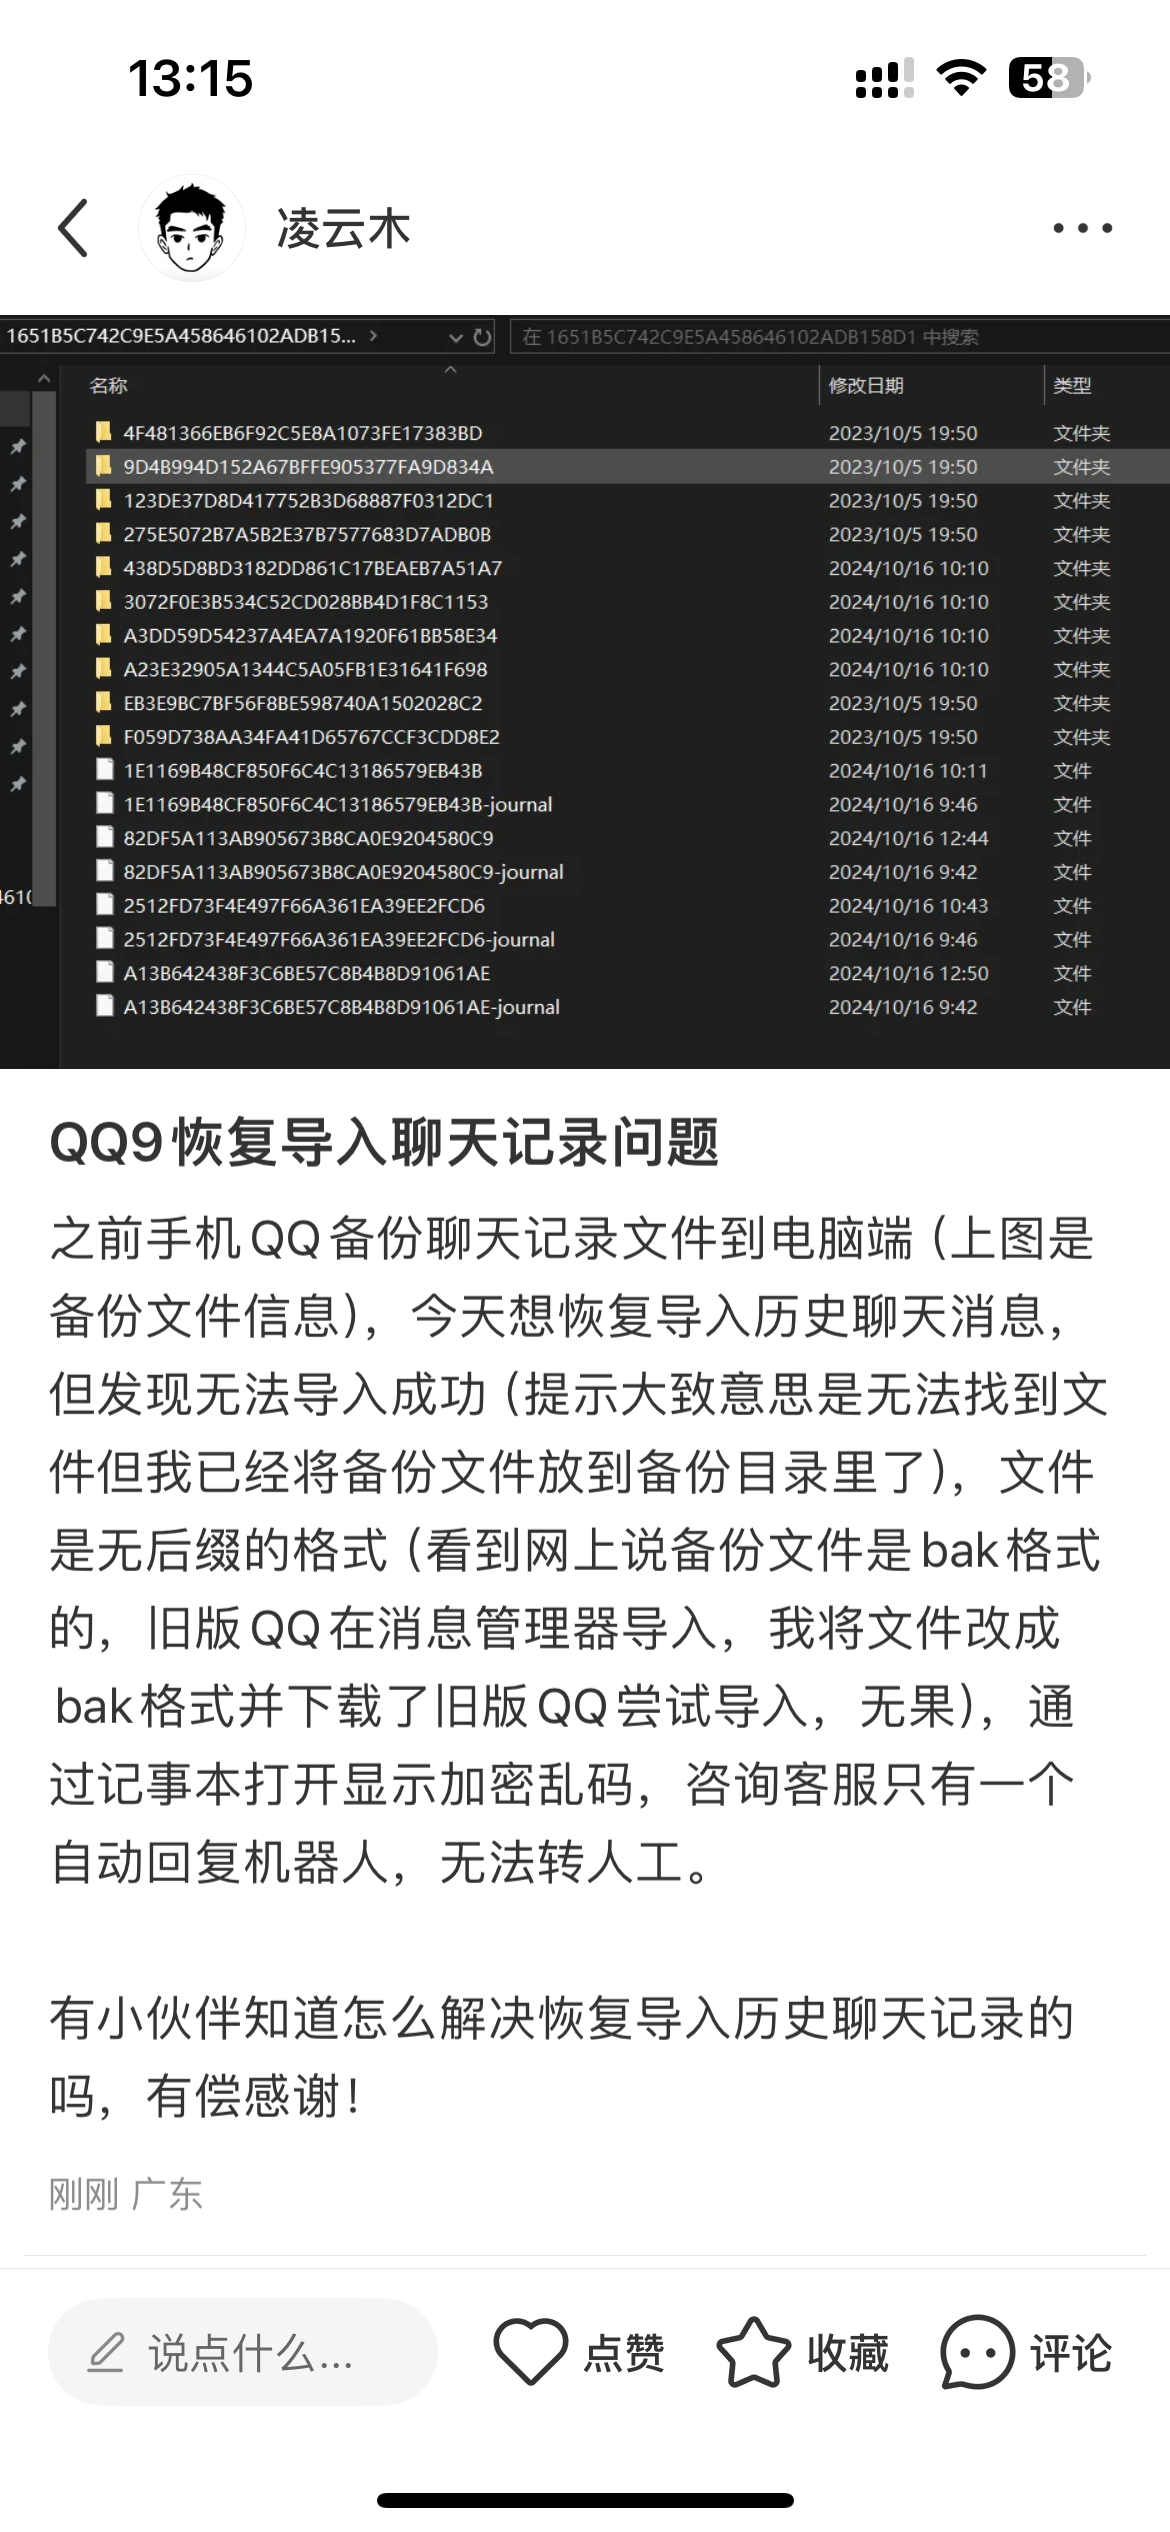 13:15
58
凌云木
1651B5C742C9E5A458646102ADB15...
在 1651B5C742C9E5A458646102ADB158D1 中搜索
名称 修改日期 类型
4F481366EB6F92C5E8A1073FE17383BD 2023/10/5 19:50 文件夹
9D4B994D152A67BFFE905377FA9D834A 2023/10/5 19:50 文件夹
123DE37D8D417752B3D68887F0312DC1 2023/10/5 19:50 文件夹
275E5072B7A5B2E37B7577683D7ADB0B 2023/10/5 19:50 文件夹
438D5D8BD3182DD861C17BEAEB7A51A7 2024/10/16 10:10 文件夹
3072F0E3B534C52CD028BB4D1F8C1153 2024/10/16 10:10 文件夹
A3DD59D54237A4EA7A1920F61BB58E34 2024/10/16 10:10 文件夹
A23E32905A1344C5A05FB1E31641F698 2024/10/16 10:10 文件夹
EB3E9BC7BF56F8BE598740A1502028C2 2023/10/5 19:50 文件夹
F059D738AA34FA41D65767CCF3CDD8E2 2023/10/5 19:50 文件夹
1E1169B48CF850F6C4C13186579EB43B 2024/10/16 10:11 文件
1E1169B48CF850F6C4C13186579EB43B-journal 2024/10/16 9:46 文件
82DF5A113AB905673B8CA0E9204580C9 2024/10/16 12:44 文件
82DF5A113AB905673B8CA0E9204580C9-journal 2024/10/16 9:42 文件
2512FD73F4E497F66A361EA39EE2FCD6 2024/10/16 10:43 文件
2512FD73F4E497F66A361EA39EE2FCD6-journal 2024/10/16 9:46 文件
A13B642438F3C6BE57C8B4B8D91061AE 2024/10/16 12:50 文件
A13B642438F3C6BE57C8B4B8D91061AE-journal 2024/10/16 9:42 文件
QQ9恢复导入聊天记录问题
之前手机QQ备份聊天记录文件到电脑端（上图是
备份文件信息），今天想恢复导入历史聊天消息，
但发现无法导入成功（提示大致意思是无法找到文
件但我已经将备份文件放到备份目录里了），文件
是无后缀的格式（看到网上说备份文件是bak格式
的，旧版QQ在消息管理器导入，我将文件改成
bak格式并下载了旧版QQ尝试导入，无果），通
过记事本打开显示加密乱码，咨询客服只有一个
自动回复机器人，无法转人工。
有小伙伴知道怎么解决恢复导入历史聊天记录的
吗，有偿感谢！
刚刚 广东
说点什么... 点赞 收藏 评论